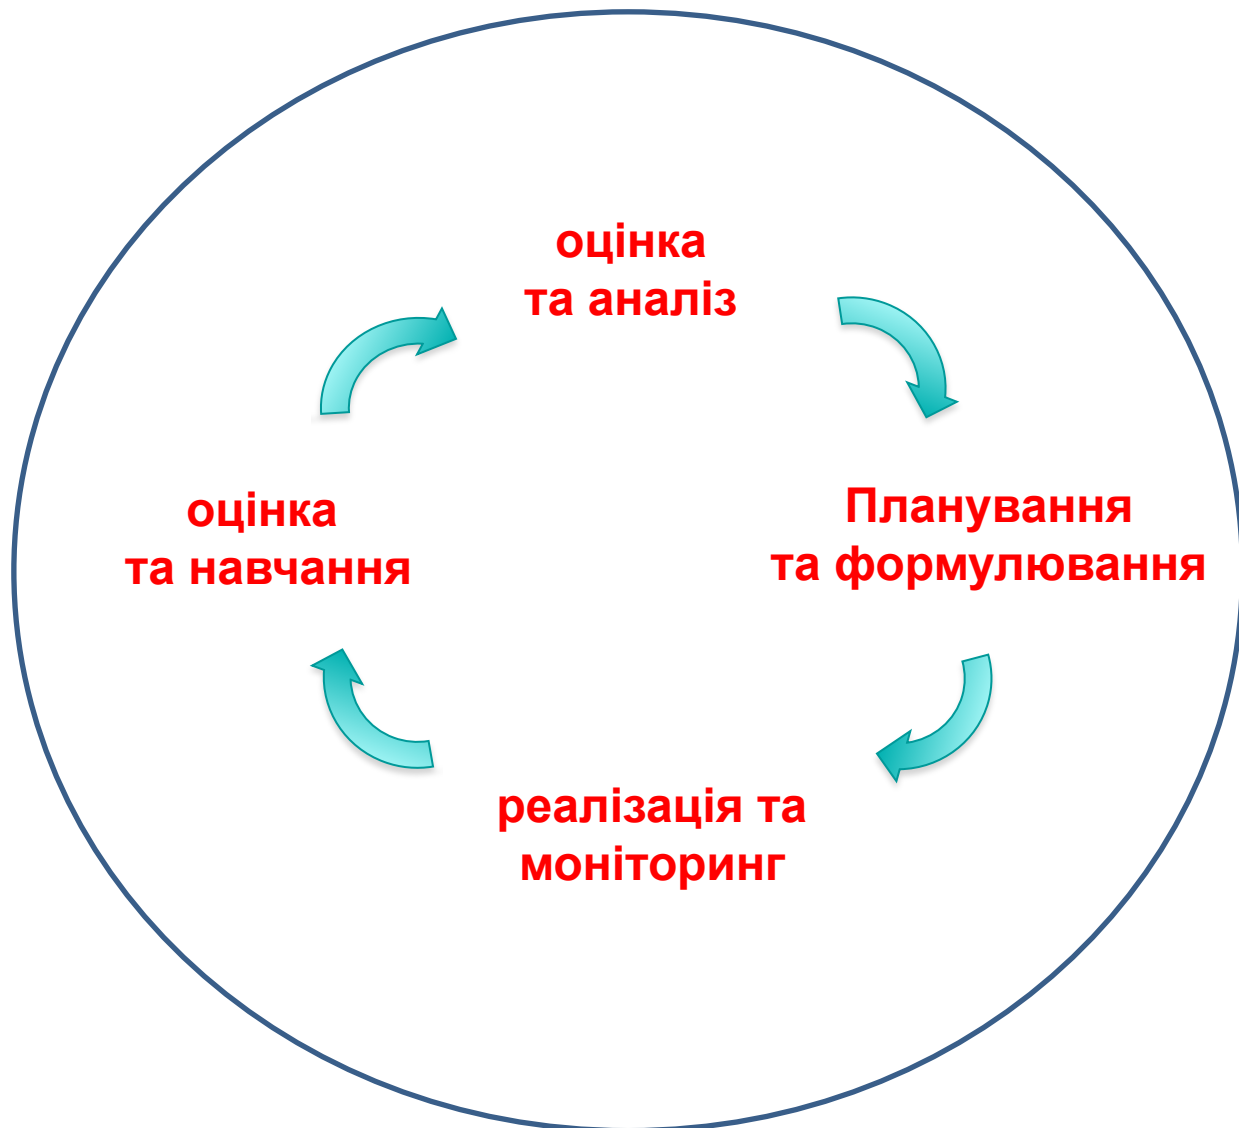 оцінка
та аналіз
оцінка
та навчання
Планування
та формулювання
реалізація та
моніторинг